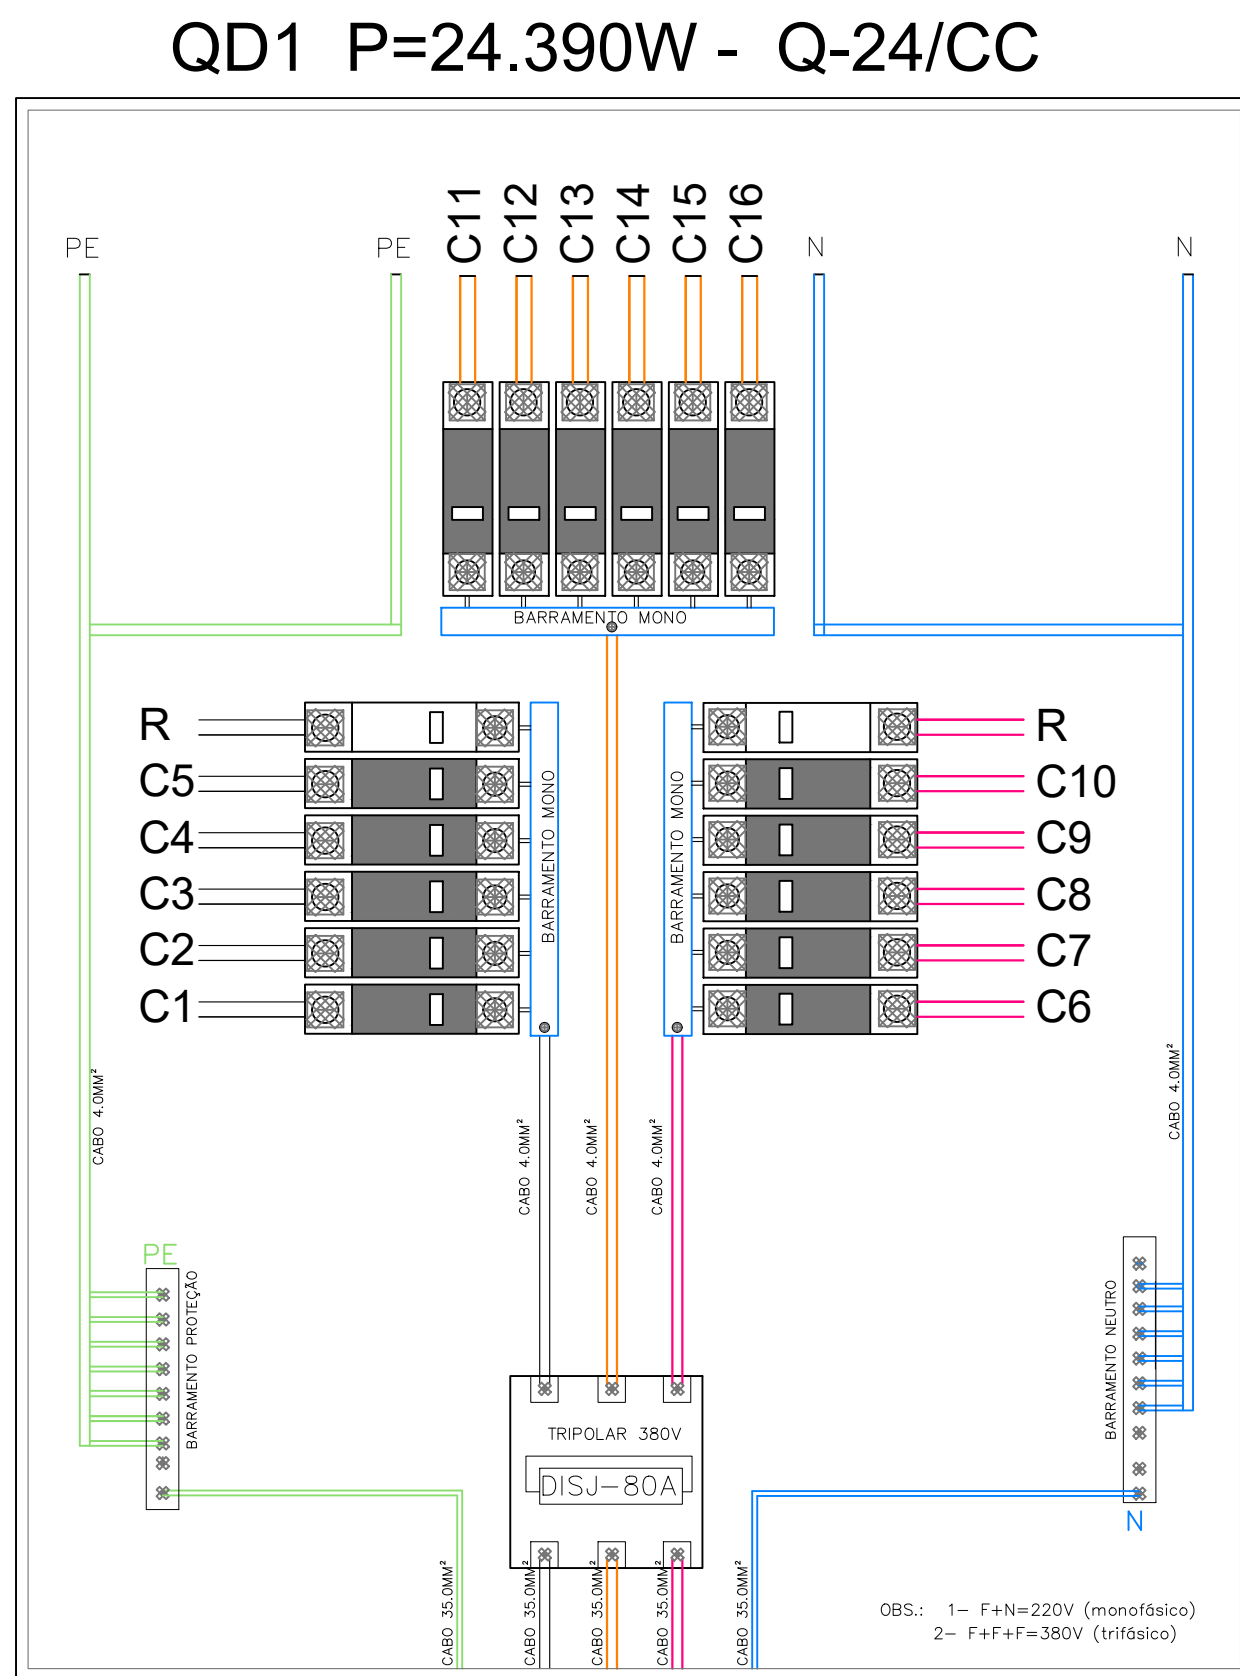 QD1 P=24.390W - Q-24/CC
PE
PE
C11
C12
C13
C14
C15
C16
N
N
BARRAMENTO MONO
R
C5
C4
C3
C2
C1
BARRAMENTO MONO
BARRAMENTO MONO
R
C10
C9
C8
C7
C6
CABO 4.0MM²
CABO 4.0MM²
CABO 4.0MM²
CABO 4.0MM²
CABO 4.0MM²
PE
BARRAMENTO PROTEÇÃO
BARRAMENTO NEUTRO
N
TRIPOLAR 380V
DISJ-80A
CABO 35.0MM²
CABO 35.0MM²
CABO 35.0MM²
CABO 35.0MM²
CABO 35.0MM²
OBS.: 1- F+N=220V (monofásico)
2- F+F+F=380V (trifásico)